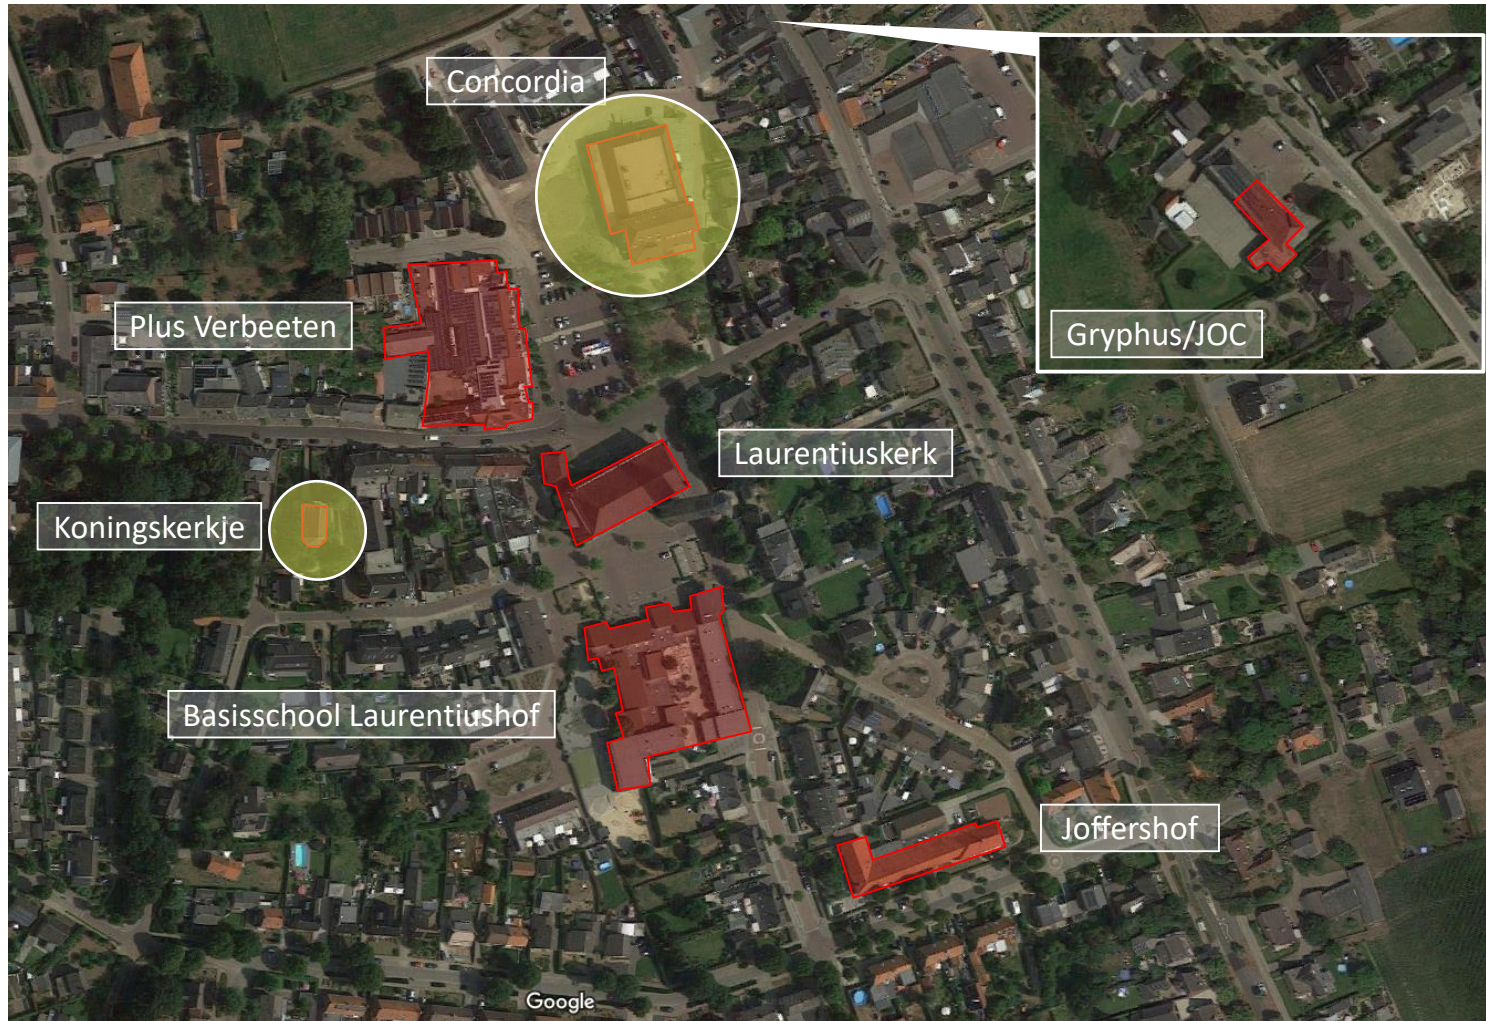 Concordia
Plus Verbeeten
Gryphus/JOC
Laurentiuskerk
Koningskerkje
Basisschool Laurentiushof
Joffershof
Google